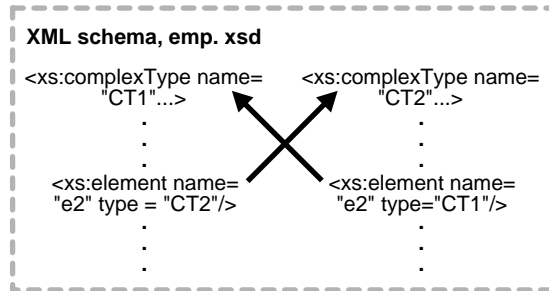 XML schema, emp. xsd
<xs:complexType name=
"CT1"...>
.
.
.
<xs:element name=
"e2" type = "CT2"/>
.
.
.
<xs:complexType name=
"CT2"...>
.
.
.
<xs:element name=
"e2" type="CT1"/>
.
.
.